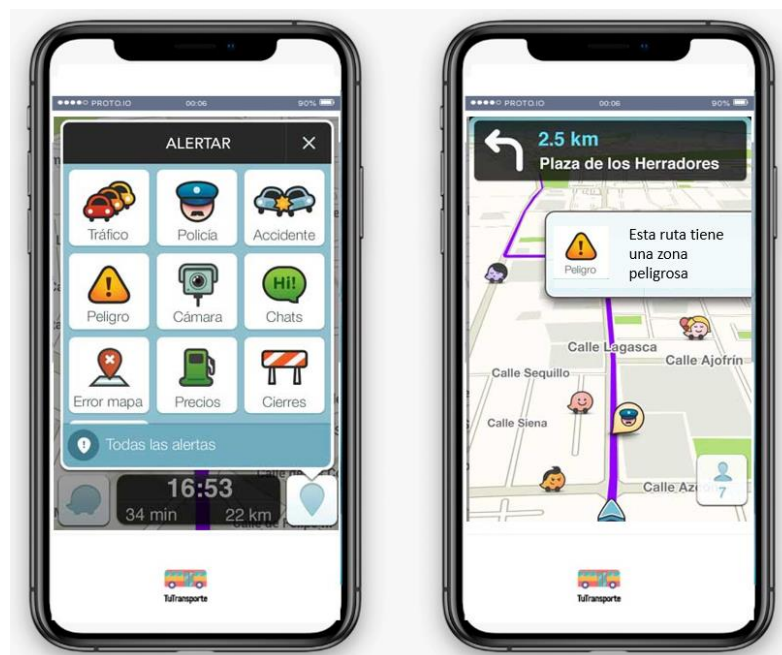 PROTO.IO 00:06 90%
ALERTAR
Tráfico Policía Accidente
Peligro Cámara Chats
Hi!
Error mapa Precios Cierres
Todas las alertas
16:53
34 min 22 km
TuTransporte
PROTO.IO 00:06 90%
2.5 km
Plaza de los Herradores
Esta ruta tiene
una zona
peligrosa
Peligro
Calle Lagasca
Calle Ajofrín
Calle Sequillo
Calle Siena
7
TuTransporte